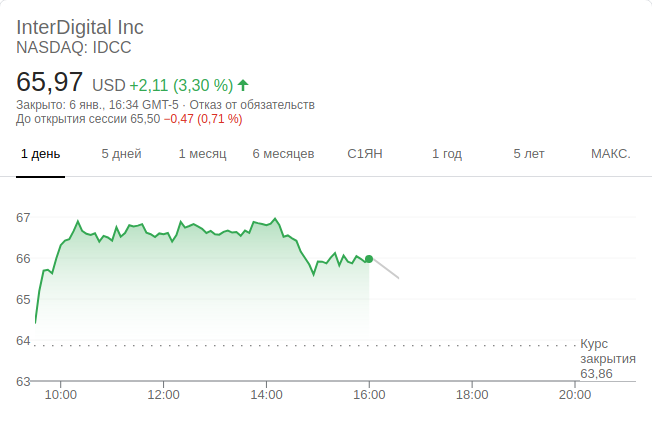 InterDigital Inc
NASDAQ: IDCC
65,97 USD +2,11 (3,30 %)
Закрыто: 6 янв., 16:34 GMT-5 · Отказ от обязательств
До открытия сессии 65,50 −0,47 (0,71 %)
1 день 5 дней 1 месяц 6 месяцев С1ЯН 1 год 5 лет МАКС.
67
66
65
64
Курс
закрытия
63,86
63
10:00 12:00 14:00 16:00 18:00 20:00